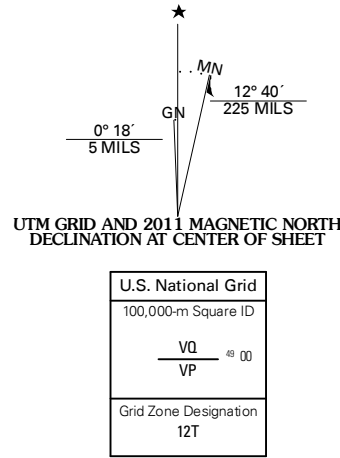 ★
MN
GN
12° 40´
225 MILS
0° 18´
5 MILS
UTM GRID AND 2011 MAGNETIC NORTH
DECLINATION AT CENTER OF SHEET
U.S. National Grid
100,000-m Square ID
VQ
49 00
VP
Grid Zone Designation
12T